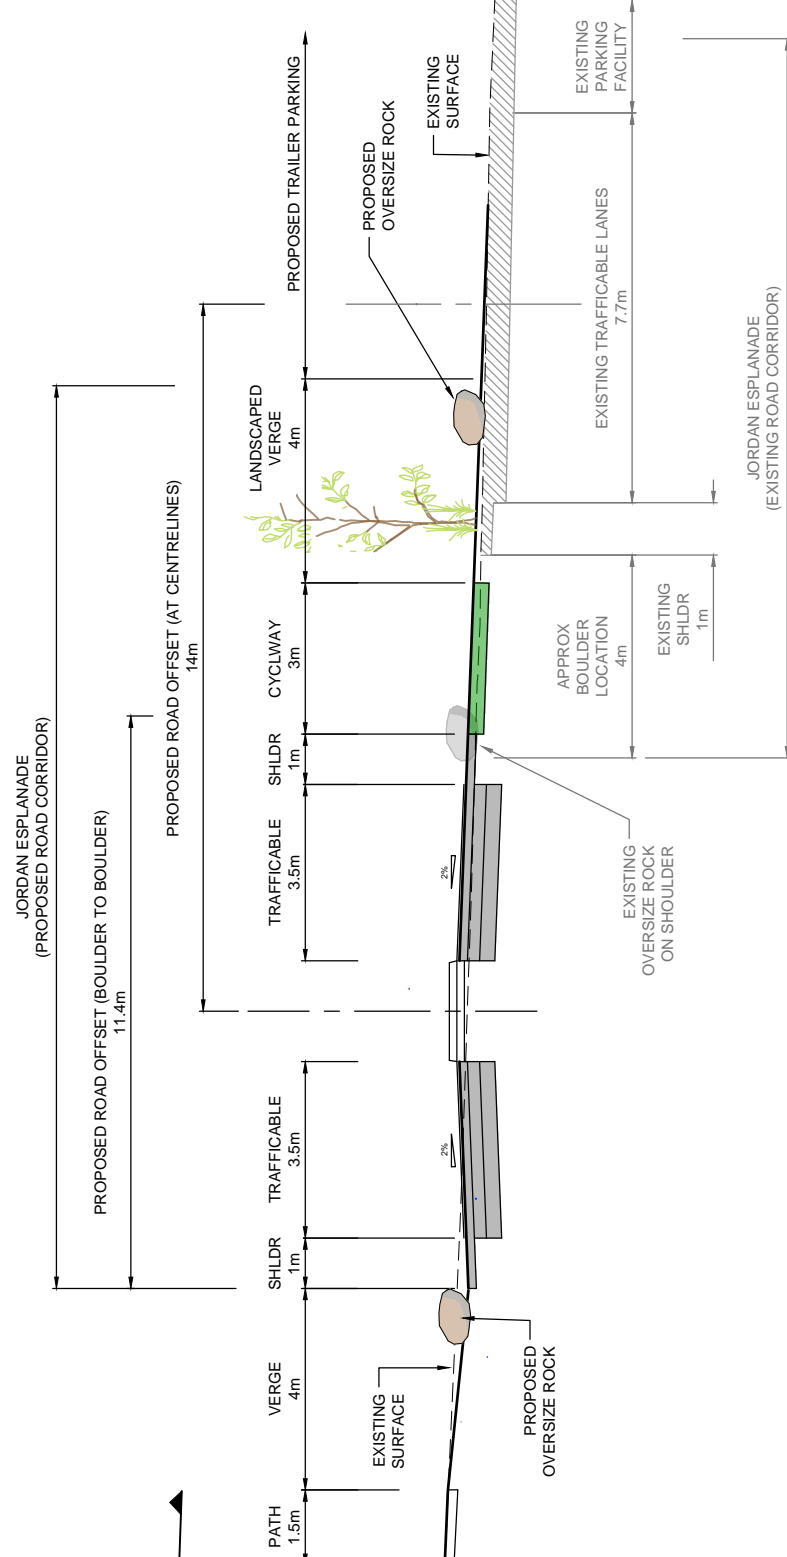 JORDAN ESPLANADE
(PROPOSED ROAD CORRIDOR)
PROPOSED ROAD OFFSET (BOULDER TO BOULDER)
11.4m
PROPOSED ROAD OFFSET (AT CENTRELINES)
14m
PATH
1.5m
VERGE
4m
SHLDR
1m
TRAFFICABLE
3.5m
TRAFFICABLE
3.5m
SHLDR
1m
CYCLWAY
3m
LANDSCAPED
VERGE
4m
PROPOSED TRAILER PARKING
EXISTING
SURFACE
2%
2%
PROPOSED
OVERSIZE ROCK
EXISTING
SURFACE
PROPOSED
OVERSIZE ROCK
EXISTING
OVERSIZE ROCK
ON SHOULDER
APPROX
BOULDER
LOCATION
4m
EXISTING
SHLDR
1m
EXISTING TRAFFICABLE LANES
7.7m
EXISTING
PARKING
FACILITY
JORDAN ESPLANADE
(EXISTING ROAD CORRIDOR)